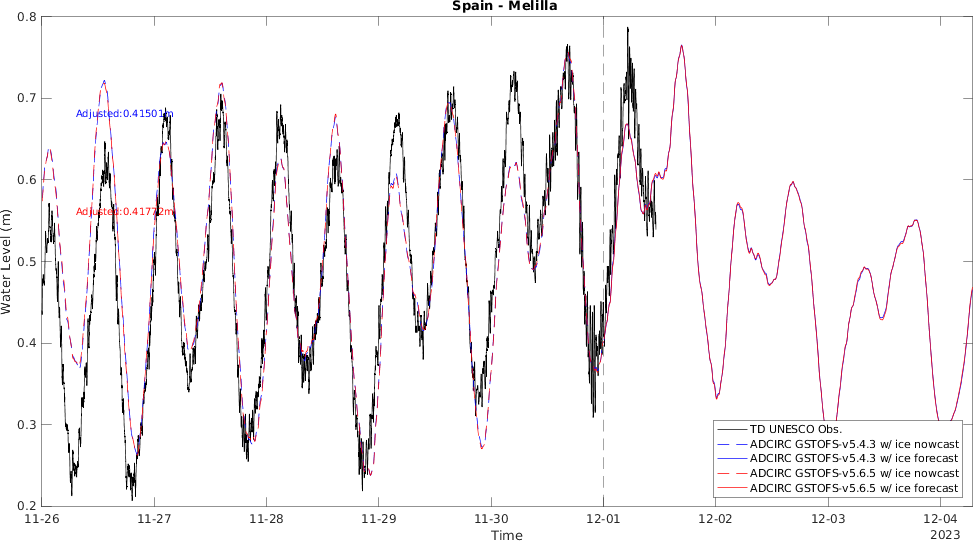 Spain - Melilla
0.8
0.7
0.6
0.5
0.4
0.3
0.2
Water Level (m)
Adjusted:0.41501m
Adjusted:0.41772m
TD UNESCO Obs.
ADCIRC GSTOFS-v5.4.3 w/ ice nowcast
ADCIRC GSTOFS-v5.4.3 w/ ice forecast
ADCIRC GSTOFS-v5.6.5 w/ ice nowcast
ADCIRC GSTOFS-v5.6.5 w/ ice forecast
11-26 11-27 11-28 11-29 11-30 12-01 12-02 12-03 12-04
Time
2023